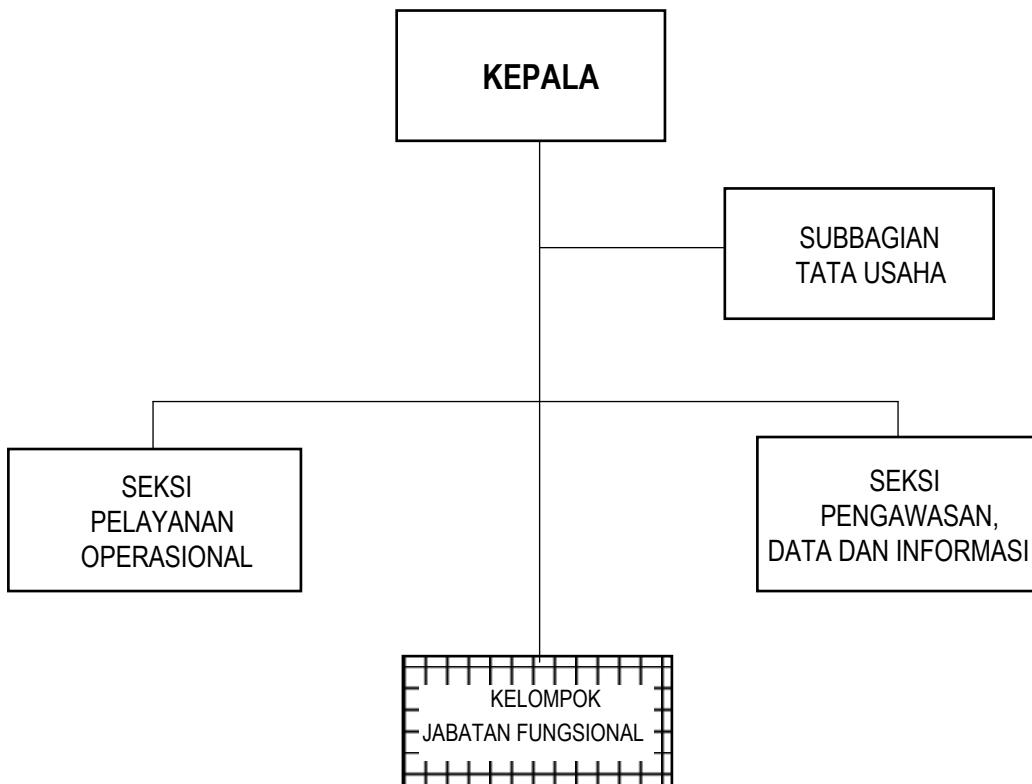 KEPALA
SUBBAGIAN
TATA USAHA
SEKSI
PELAYANAN
OPERASIONAL
SEKSI
PENGAWASAN,
DATA DAN INFORMASI
KELOMPOK
JABATAN FUNGSIONAL